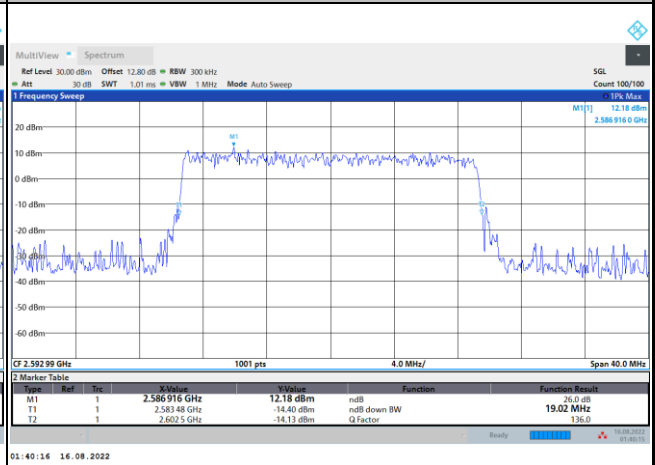 MultiView Spectrum
Ref Level 30.00 dBm Offset 12.80 dB RBW 300 kHz SGL
Att 30 dB SWT 1.01 ms VBW 1 MHz Mode Auto Sweep Count 100/100
1 Frequency Sweep 1Pk Max
M1[1] 12.18 dBm
2.586 916 0 GHz
20 dBm
M1
10 dBm
0 dBm
-10 dBm
-20 dBm
-30 dBm
-40 dBm
-50 dBm
-60 dBm
CF 2.592 99 GHz 1001 pts 4.0 MHz/ Span 40.0 MHz
2 Marker Table
Type Ref Trc X-Value Y-Value Function Function Result
M1 1 2.586 916 GHz 12.18 dBm ndB 26.0 dB
T1 1 2.583 48 GHz -14.40 dBm ndB down BW 19.02 MHz
T2 1 2.602 5 GHz -14.13 dBm Q Factor 136.0
Ready 16.08.2022
01:40:15
01:40:16 16.08.2022